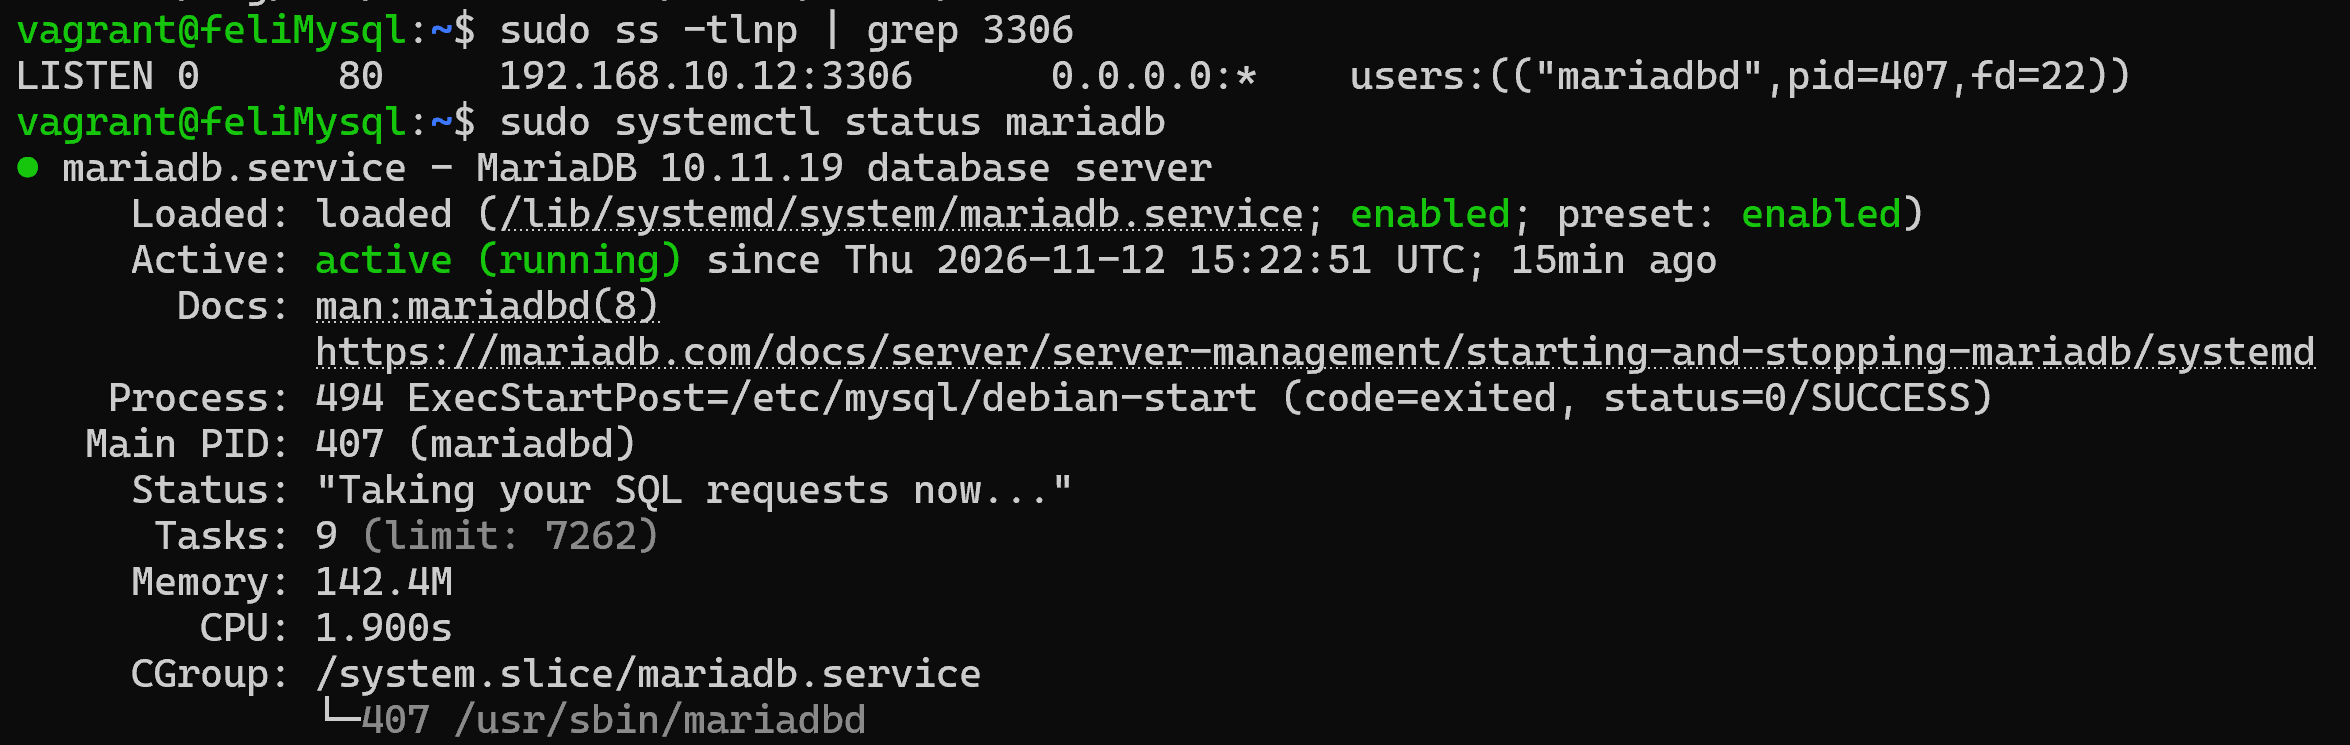 vagrant@feliMysql:~$ sudo ss -tlnp | grep 3306
LISTEN 0      80     192.168.10.12:3306      0.0.0.0:*    users:(("mariadbd",pid=407,fd=22))
vagrant@feliMysql:~$ sudo systemctl status mariadb
● mariadb.service - MariaDB 10.11.19 database server
     Loaded: loaded (/lib/systemd/system/mariadb.service; enabled; preset: enabled)
     Active: active (running) since Thu 2026-11-12 15:22:51 UTC; 15min ago
       Docs: man:mariadbd(8)
             https://mariadb.com/docs/server/server-management/starting-and-stopping-mariadb/systemd
    Process: 494 ExecStartPost=/etc/mysql/debian-start (code=exited, status=0/SUCCESS)
   Main PID: 407 (mariadbd)
     Status: "Taking your SQL requests now..."
      Tasks: 9 (limit: 7262)
     Memory: 142.4M
        CPU: 1.900s
     CGroup: /system.slice/mariadb.service
             └─407 /usr/sbin/mariadbd